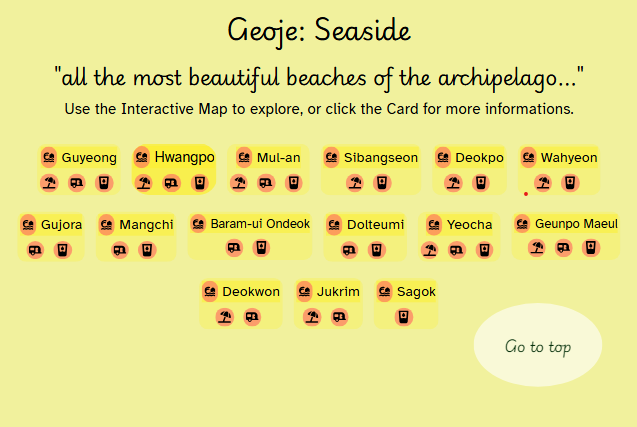 Geoje: Seaside
"all the most beautiful beaches of the archipelago..."
Use the Interactive Map to explore, or click the Card for more informations.
Guyeong Hwangpo Mul-an Sibangseon Deokpo Wahyeon
Gujora Mangchi Baram-ui Ondeok Dolteumi Yeocha Geunpo Maeul
Deokwon Jukrim Sagok
Go to top